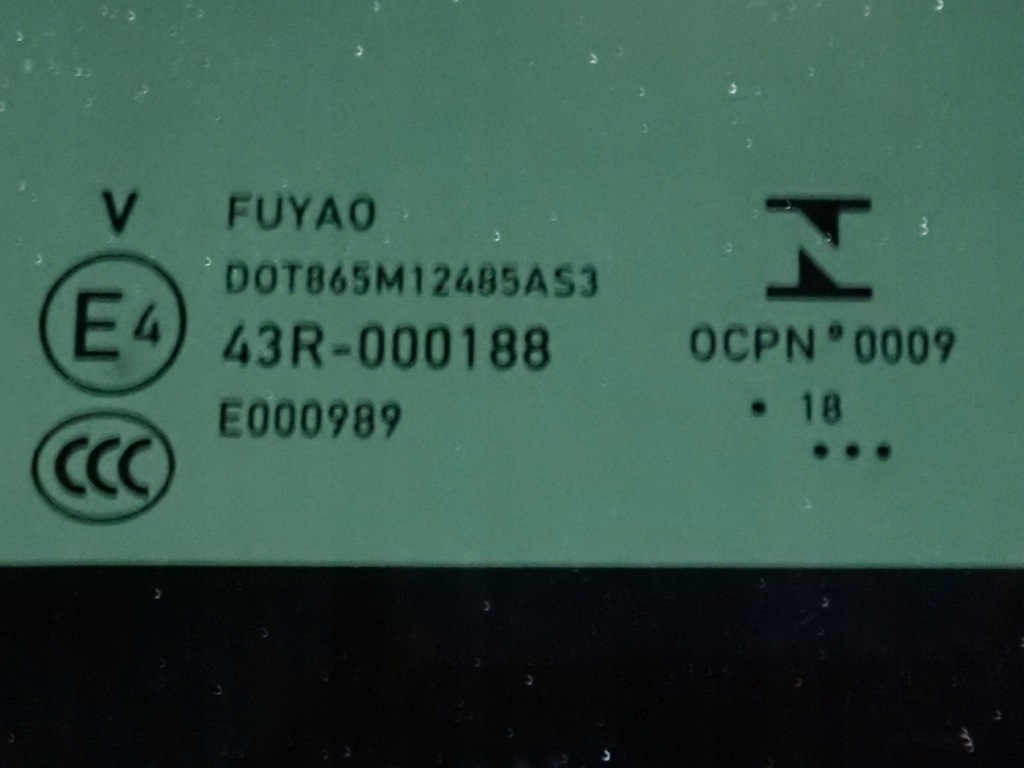 V
FUYAO
E4
DOT865M12485AS3
43R-000188
E000989
CCC
OCPN°0009
• 18
•••